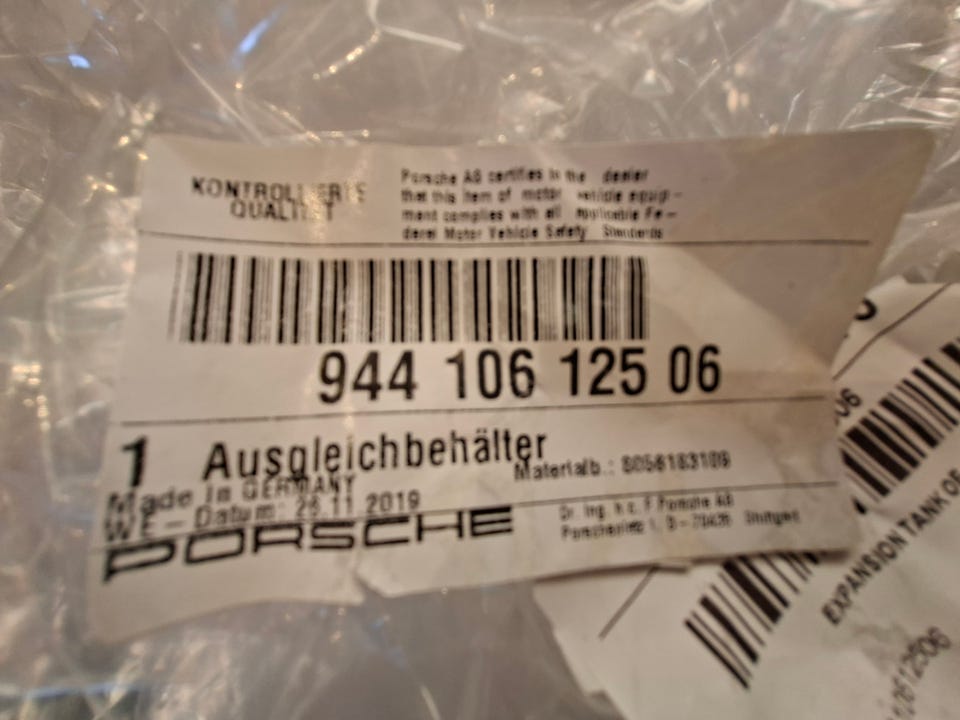 KONTROLLIERTE
QUALITÄT
Porsche AG certifies to the dealer
that this item of motor vehicle equip-
ment complies with all applicable Fe-
deral Motor Vehicle Safety Standards
944 106 125 06
1 Ausgleichbehälter
Materialb.: 8056183109
Made in GERMANY
WE-Datum: 26.11 2019
PORSCHE
Dr. Ing. h.c. F. Porsche AG
Porscheplatz 1, D-70435 Stuttgart
06
EXPANSION TANK OF
10612506